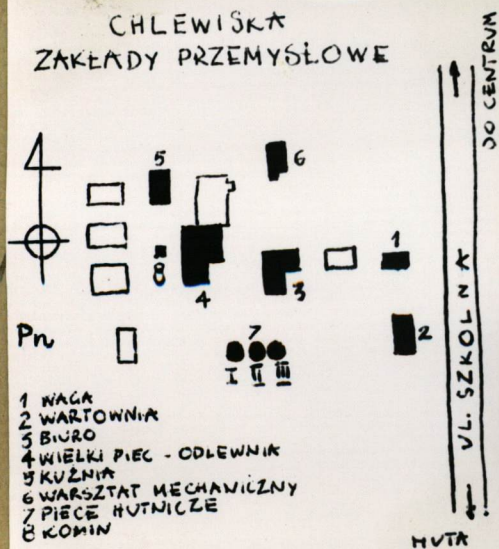 CHLEWISKA
ZAKŁADY PRZEMYSŁOWE
DO CENTRUM
5
6
1
8
4
3
2
UL. SZKOLNA
Pn
7
I II III
1 WAGA
2 WARTOWNIA
3 BIURO
4 WIELKI PIEC - ODLEWNIA
5 KUŹNIA
6 WARSZTAT MECHANICZNY
7 PIECE HUTNICZE
8 KOMIN
HUTA